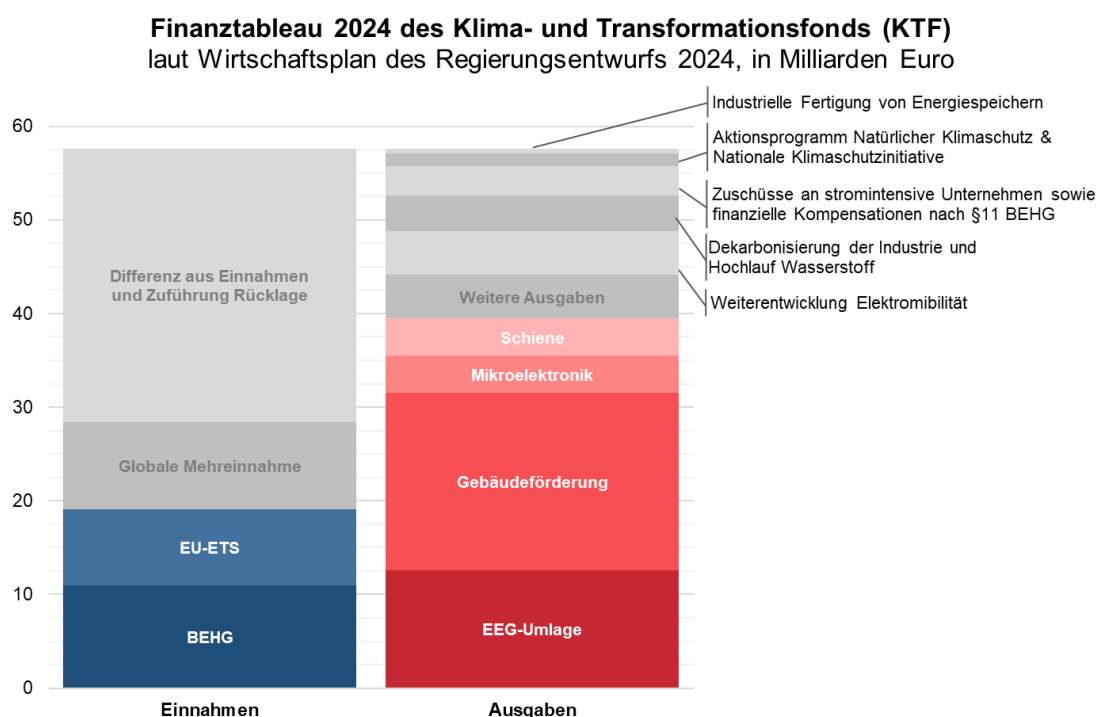 Finanztableau 2024 des Klima- und Transformationsfonds (KTF)
laut Wirtschaftsplan des Regierungsentwurfs 2024, in Milliarden Euro
60
50
40
30
20
10
0
Differenz aus Einnahmen
und Zuführung Rücklage
Globale Mehreinnahme
EU-ETS
BEHG
Einnahmen
Weitere Ausgaben
Schiene
Mikroelektronik
Gebäudeförderung
EEG-Umlage
Ausgaben
Industrielle Fertigung von Energiespeichern
Aktionsprogramm Natürlicher Klimaschutz &
Nationale Klimaschutzinitiative
Zuschüsse an stromintensive Unternehmen sowie
finanzielle Kompensationen nach §11 BEHG
Dekarbonisierung der Industrie und
Hochlauf Wasserstoff
Weiterentwicklung Elektromibilität